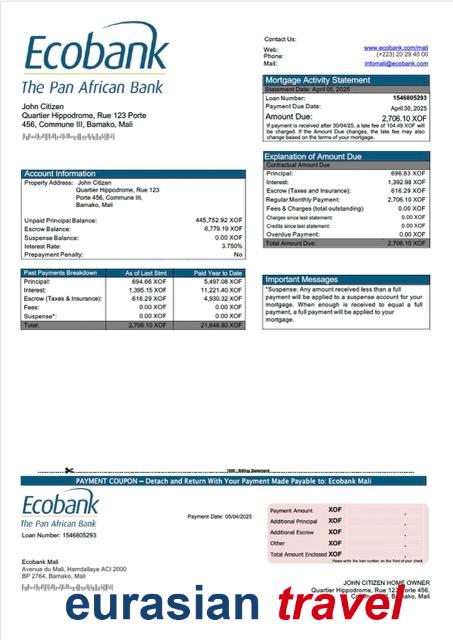 Ecobank
The Pan African Bank
Contact Us:
Web: www.ecobank.com/mali
Phone: (+223) 20 29 40 00
Mail: infomali@ecobank.com
John Citizen
Quartier Hippodrome, Rue 123 Porte
456, Commune III, Bamako, Mali
Mortgage Activity Statement
Statement Date: April 05, 2025
Loan Number: 1546805293
Payment Due Date: April 30, 2025
Amount Due: 2,706.10 XOF
If payment is received after 30/04/25, a late fee of 104.49 XOF will
be charged. If the Amount Due changes, the late fee may also
change based on the terms of your mortgage.
Account Information
Property Address: John Citizen
Quartier Hippodrome, Rue 123
Porte 456, Commune III,
Bamako, Mali
Unpaid Principal Balance: 445,752.92 XOF
Escrow Balance: 6,779.19 XOF
Suspense Balance: 0.00 XOF
Interest Rate: 3.750%
Prepayment Penalty: No
Explanation of Amount Due
Contractual Amount Due
Principal: 696.83 XOF
Interest: 1,392.98 XOF
Escrow (Taxes and Insurance): 616.29 XOF
Regular Monthly Payment: 2,706.10 XOF
Fees & Charges (total outstanding) 0.00 XOF
Charges since last statement: 0.00 XOF
Credits since last statement: 0.00 XOF
Overdue Payment: 0.00 XOF
Total Amount Due: 2,706.10 XOF
Past Payments Breakdown As of Last Stmt Paid Year to Date
Principal: 694.66 XOF 5,497.08 XOF
Interest: 1,395.15 XOF 11,221.40 XOF
Escrow (Taxes & Insurance): 616.29 XOF 4,930.32 XOF
Fees: 0.00 XOF 0.00 XOF
Suspense*: 0.00 XOF 0.00 XOF
Total: 2,706.10 XOF 21,648.80 XOF
Important Messages
*Suspense: Any amount received less than a full
payment will be applied to a suspense account for your
mortgage. When enough is received to equal a full
payment, a full payment will be applied to your
mortgage.
Billing Statement
PAYMENT COUPON – Detach and Return With Your Payment Made Payable to: Ecobank Mali
Ecobank
The Pan African Bank
Loan Number: 1546805293
Payment Date: 05/04/2025
Payment Amount XOF .
Additional Principal XOF .
Additional Escrow XOF .
Other XOF .
Total Amount Enclosed XOF .
Please write the loan number on the front of your check
Ecobank Mali
Avenue du Mali, Hamdallaye ACI 2000
BP 2764, Bamako, Mali
JOHN CITIZEN HOME OWNER
Quartier Hippodrome, Rue 123 Porte 456,
Commune III, Bamako, Mali
eurasian travel